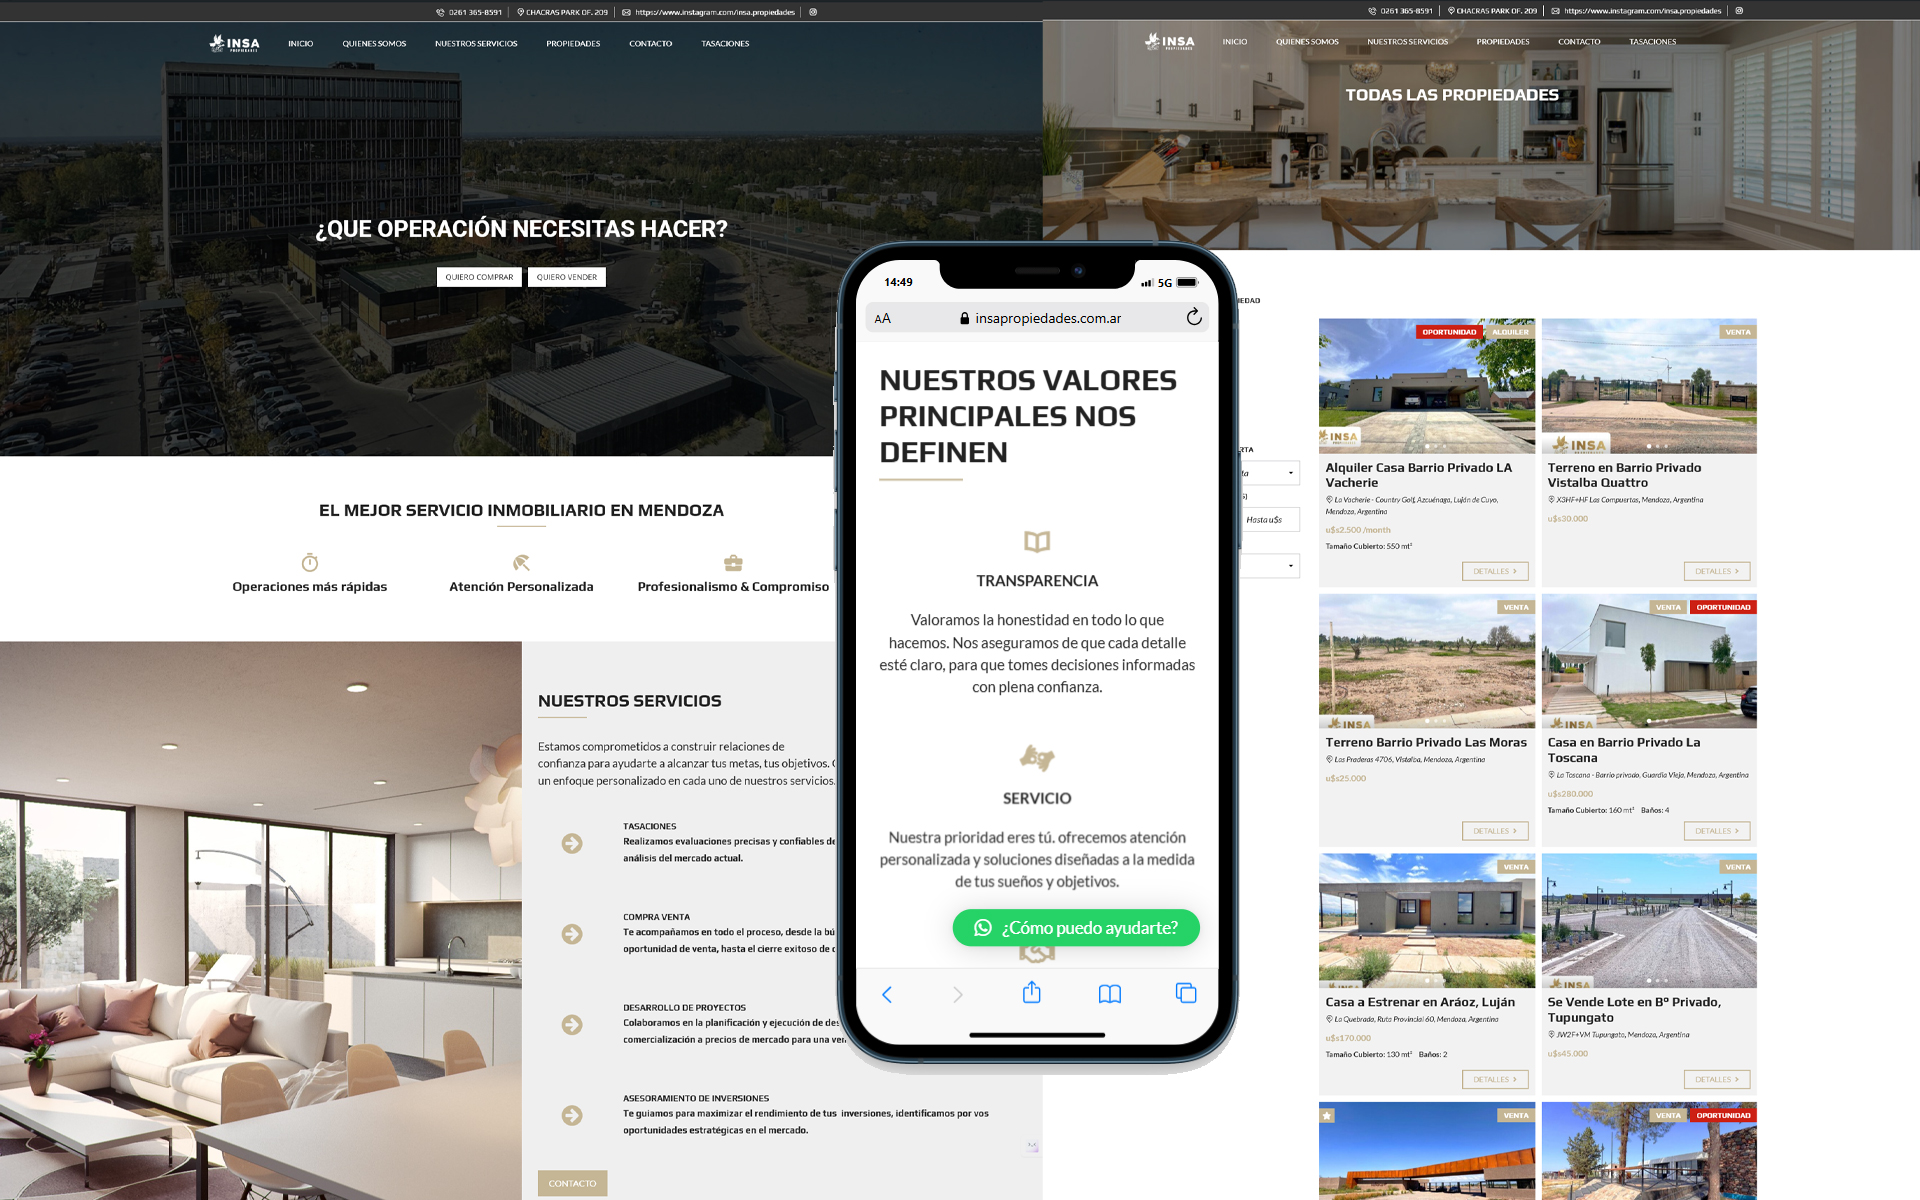 0261 365-8591
CHACRAS PARK OF. 209
https://www.instagram.com/insa.propiedades
INSA
PROPIEDADES
INICIO
QUIENES SOMOS
NUESTROS SERVICIOS
PROPIEDADES
CONTACTO
TASACIONES
¿QUE OPERACIÓN NECESITAS HACER?
QUIERO COMPRAR
QUIERO VENDER
EL MEJOR SERVICIO INMOBILIARIO EN MENDOZA
Operaciones más rápidas
Atención Personalizada
Profesionalismo & Compromiso
NUESTROS SERVICIOS
Estamos comprometidos a construir relaciones de
confianza para ayudarte a alcanzar tus metas, tus objetivos.
un enfoque personalizado en cada uno de nuestros servicios.
TASACIONES
Realizamos evaluaciones precisas y confiables de
análisis del mercado actual.
COMPRA VENTA
Te acompañamos en todo el proceso, desde la bú
oportunidad de venta, hasta el cierre exitoso de
DESARROLLO DE PROYECTOS
Colaboramos en la planificación y ejecución de des
comercialización a precios de mercado para una ven
ASESORAMIENTO DE INVERSIONES
Te guiamos para maximizar el rendimiento de tus inversiones, identificamos por vos
oportunidades estratégicas en el mercado.
CONTACTO
14:49
5G
AA
insapropiedades.com.ar
NUESTROS VALORES
PRINCIPALES NOS
DEFINEN
TRANSPARENCIA
Valoramos la honestidad en todo lo que
hacemos. Nos aseguramos de que cada detalle
esté claro, para que tomes decisiones informadas
con plena confianza.
SERVICIO
Nuestra prioridad eres tú. ofrecemos atención
personalizada y soluciones diseñadas a la medida
de tus sueños y objetivos.
¿Cómo puedo ayudarte?
0261 365-8591
CHACRAS PARK OF. 209
https://www.instagram.com/insa.propiedades
INSA
PROPIEDADES
INICIO
QUIENES SOMOS
NUESTROS SERVICIOS
PROPIEDADES
CONTACTO
TASACIONES
TODAS LAS PROPIEDADES
IEDAD
RTA
ta
Hasta u$s
OPORTUNIDAD
ALQUILER
INSA
Alquiler Casa Barrio Privado LA
Vacherie
La Vacherie - Country Golf, Azcuénaga, Luján de Cuyo,
Mendoza, Argentina
u$s2.500 /month
Tamaño Cubierto: 550 mt²
DETALLES
VENTA
INSA
Terreno en Barrio Privado
Vistalba Quattro
X3HF+HF Las Compuertas, Mendoza, Argentina
u$s30.000
DETALLES
VENTA
INSA
Terreno Barrio Privado Las Moras
Las Praderas 4706, Vistalba, Mendoza, Argentina
u$s25.000
DETALLES
VENTA
OPORTUNIDAD
INSA
Casa en Barrio Privado La
Toscana
La Toscana - Barrio privado, Guardia Vieja, Mendoza, Argentina
u$s280.000
Tamaño Cubierto: 160 mt² Baños: 4
DETALLES
VENTA
INSA
Casa a Estrenar en Aráoz, Luján
La Quebrada, Ruta Provincial 60, Mendoza, Argentina
u$s170.000
Tamaño Cubierto: 130 mt² Baños: 2
DETALLES
VENTA
INSA
Se Vende Lote en Bº Privado,
Tupungato
JW2F+VM Tupungato, Mendoza, Argentina
u$s45.000
DETALLES
VENTA
VENTA
OPORTUNIDAD